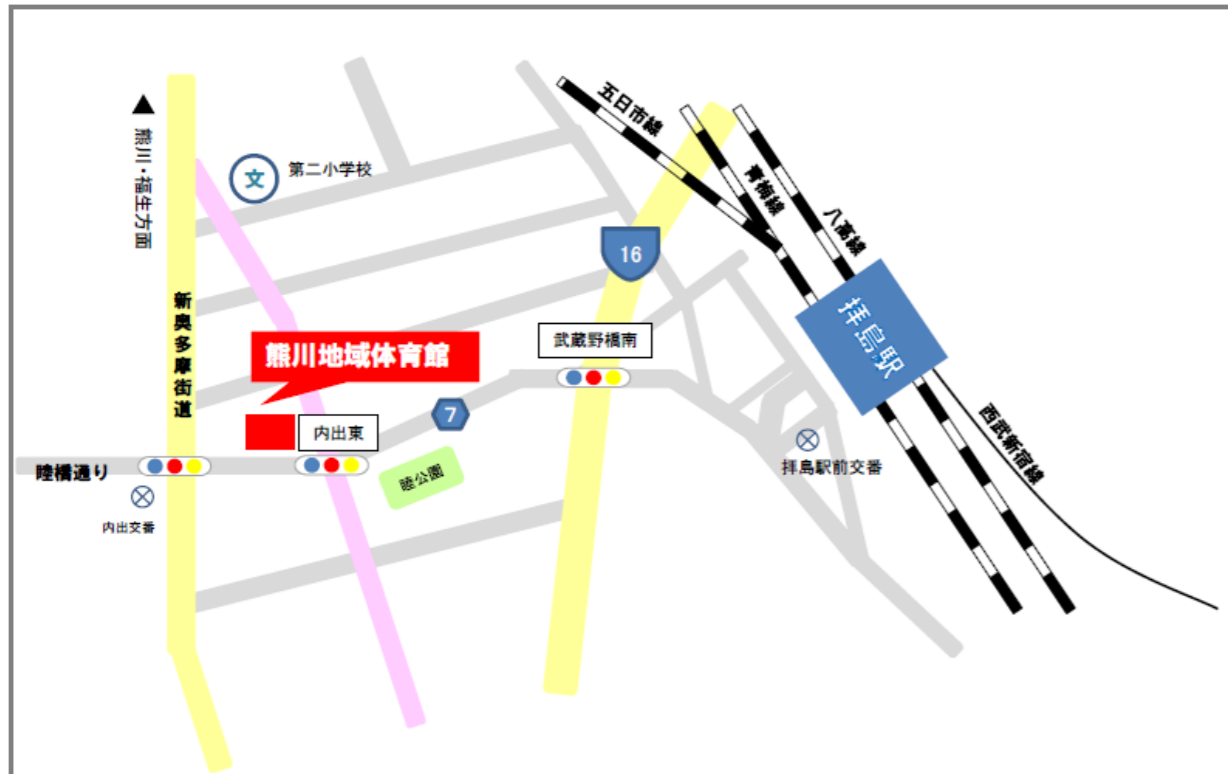 五日市線
青梅線
八高線
熊川・福生方面
文
第二小学校
16
拝島駅
新奥多摩街道
武蔵野橋南
熊川地域体育館
内出東
7
睦橋通り
睦公園
拝島駅前交番
西武新宿線
内出交番